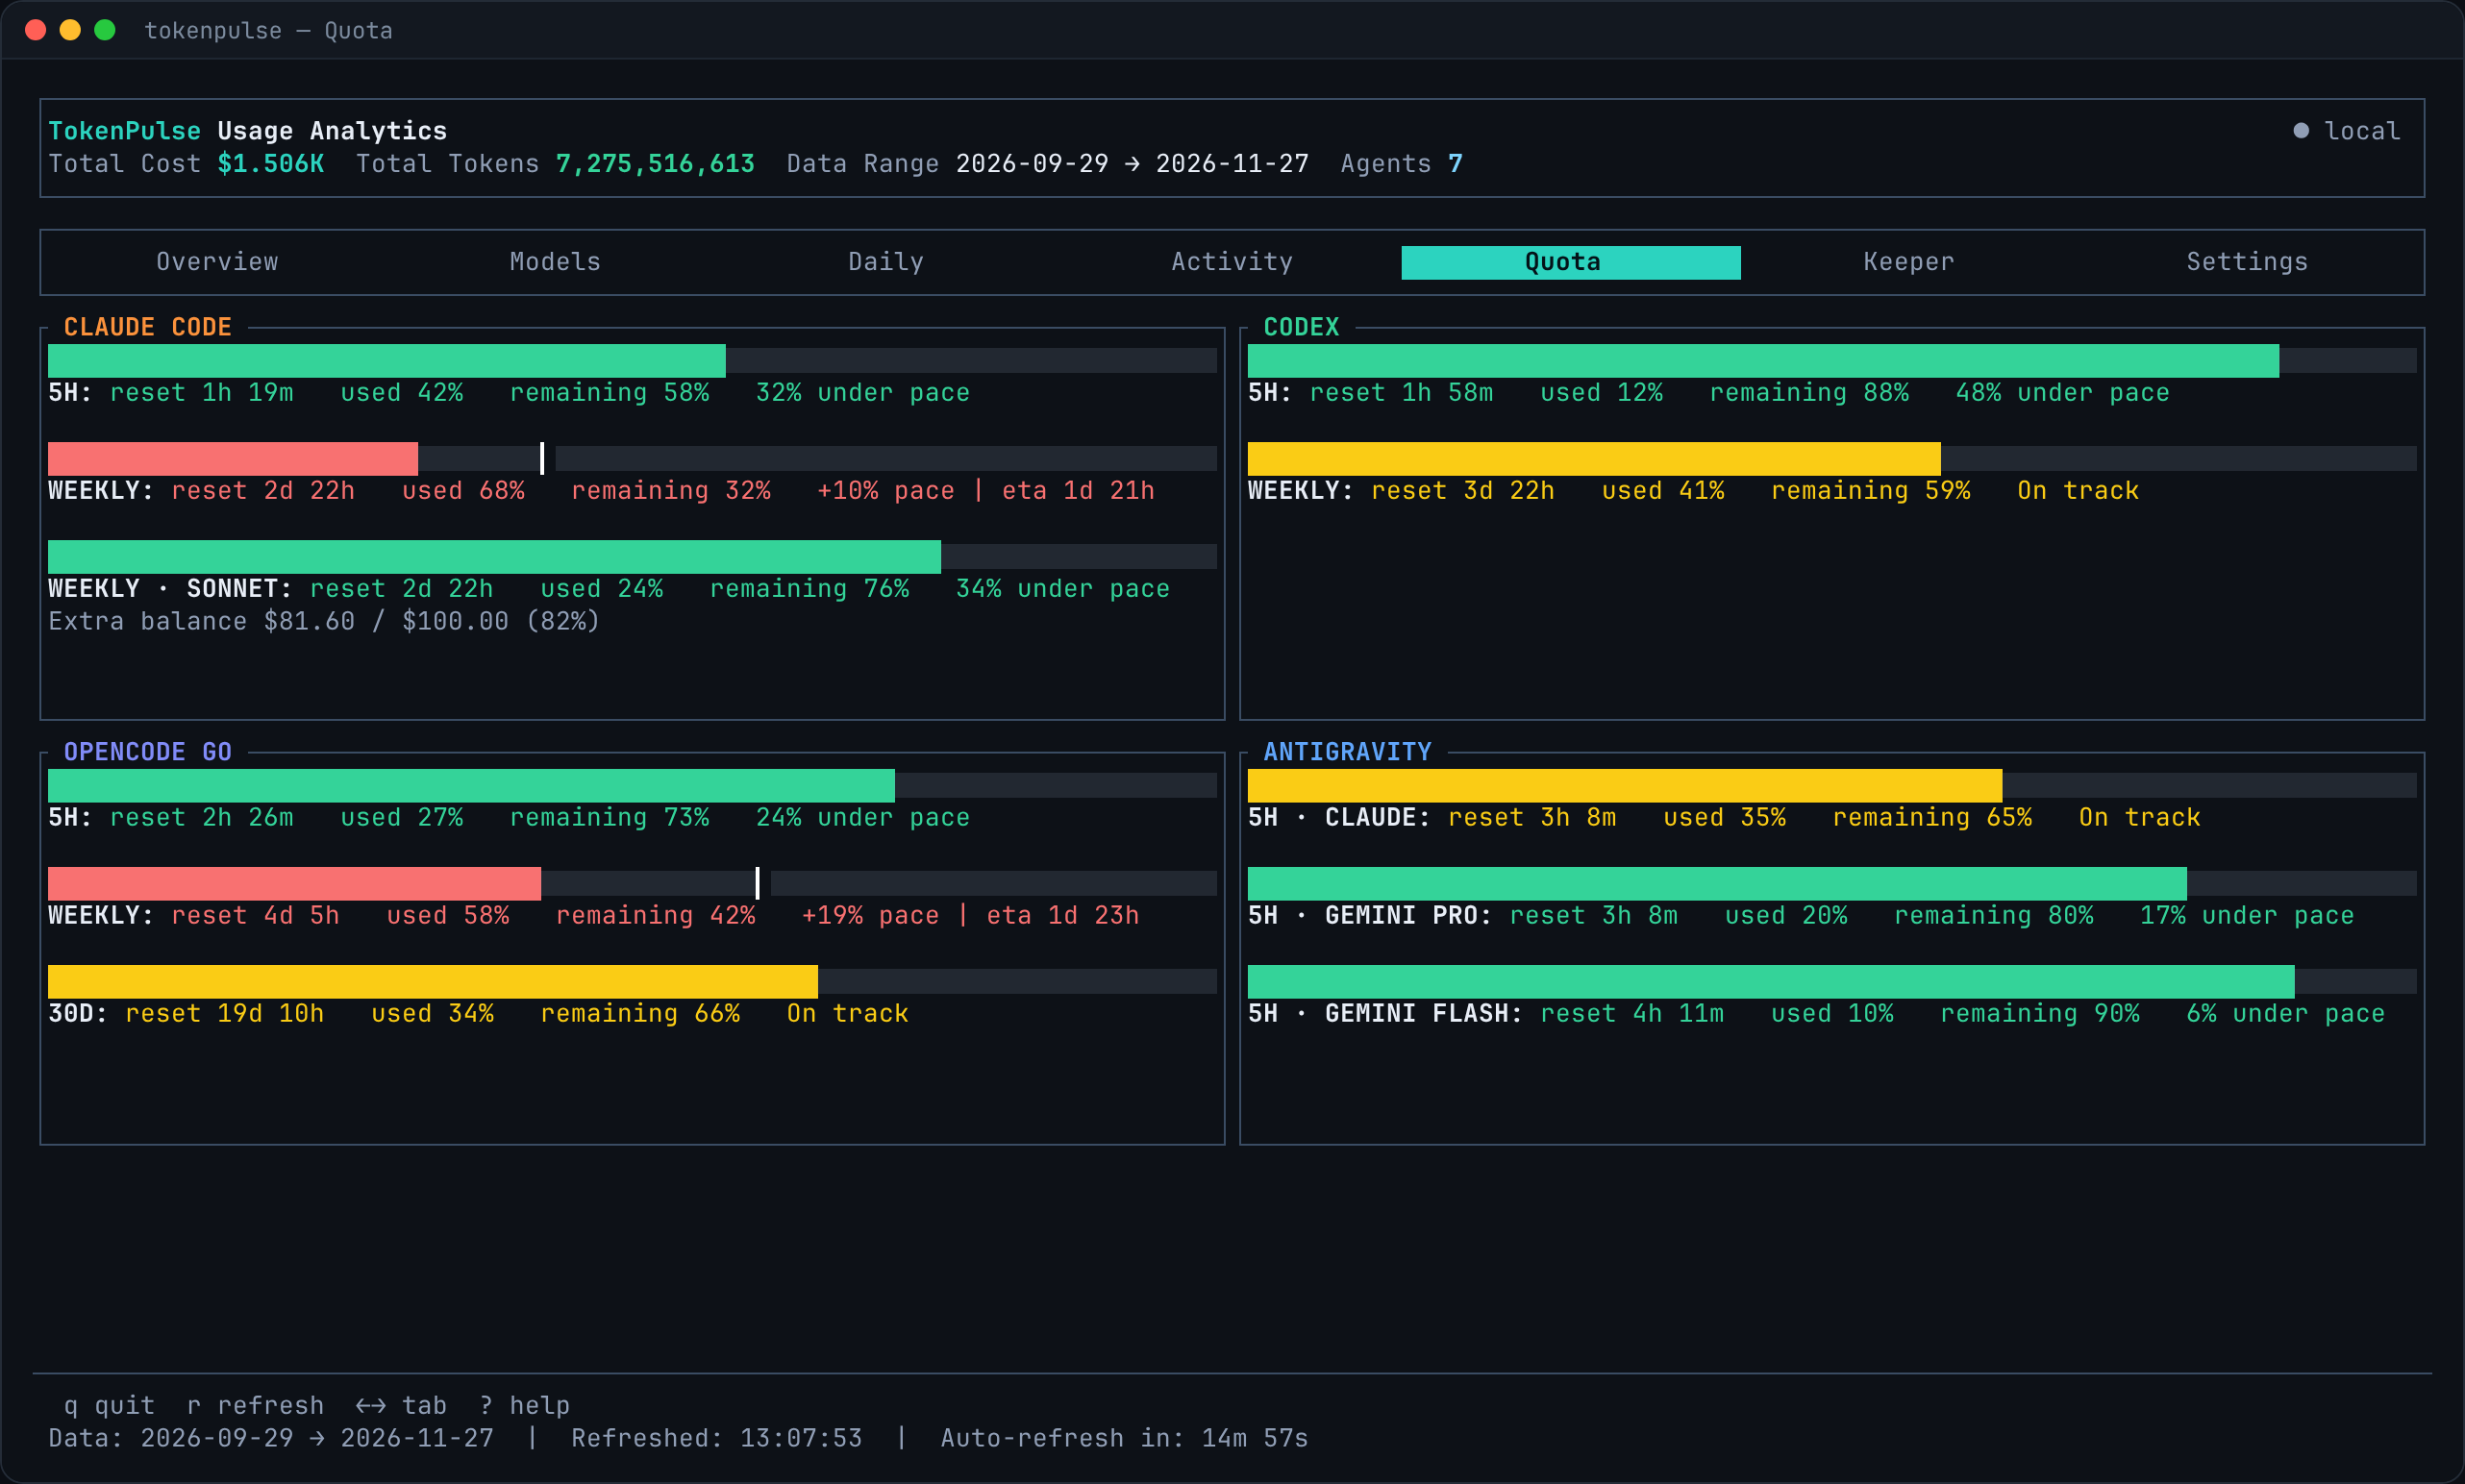 tokenpulse — Quota
TokenPulse Usage Analytics
● local
Total Cost $1.506K  Total Tokens 7,275,516,613  Data Range 2026-09-29 → 2026-11-27  Agents 7
Overview  Models  Daily  Activity  Quota  Keeper  Settings
CLAUDE CODE
5H: reset 1h 19m  used 42%  remaining 58%  32% under pace
WEEKLY: reset 2d 22h  used 68%  remaining 32%  +10% pace | eta 1d 21h
WEEKLY · SONNET: reset 2d 22h  used 24%  remaining 76%  34% under pace
Extra balance $81.60 / $100.00 (82%)
CODEX
5H: reset 1h 58m  used 12%  remaining 88%  48% under pace
WEEKLY: reset 3d 22h  used 41%  remaining 59%  On track
OPENCODE GO
5H: reset 2h 26m  used 27%  remaining 73%  24% under pace
WEEKLY: reset 4d 5h  used 58%  remaining 42%  +19% pace | eta 1d 23h
30D: reset 19d 10h  used 34%  remaining 66%  On track
ANTIGRAVITY
5H · CLAUDE: reset 3h 8m  used 35%  remaining 65%  On track
5H · GEMINI PRO: reset 3h 8m  used 20%  remaining 80%  17% under pace
5H · GEMINI FLASH: reset 4h 11m  used 10%  remaining 90%  6% under pace
q quit  r refresh  ↔ tab  ? help
Data: 2026-09-29 → 2026-11-27  |  Refreshed: 13:07:53  |  Auto-refresh in: 14m 57s